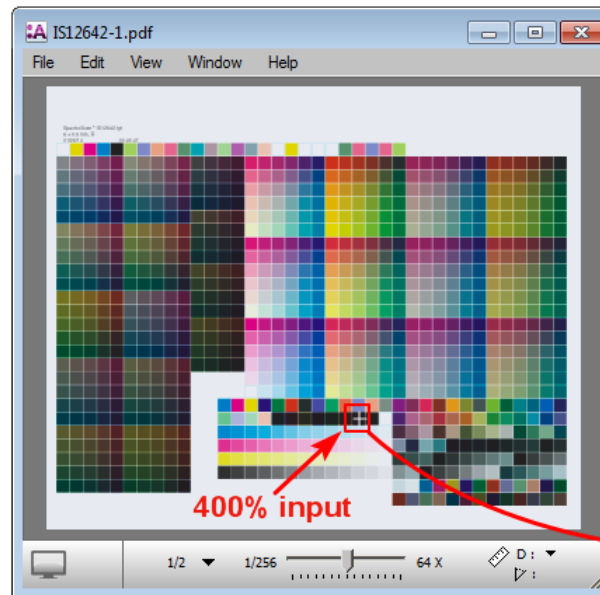 IS12642-1.pdf
File Edit View Window Help
400% input
1/2 1/256 64 X D :
: